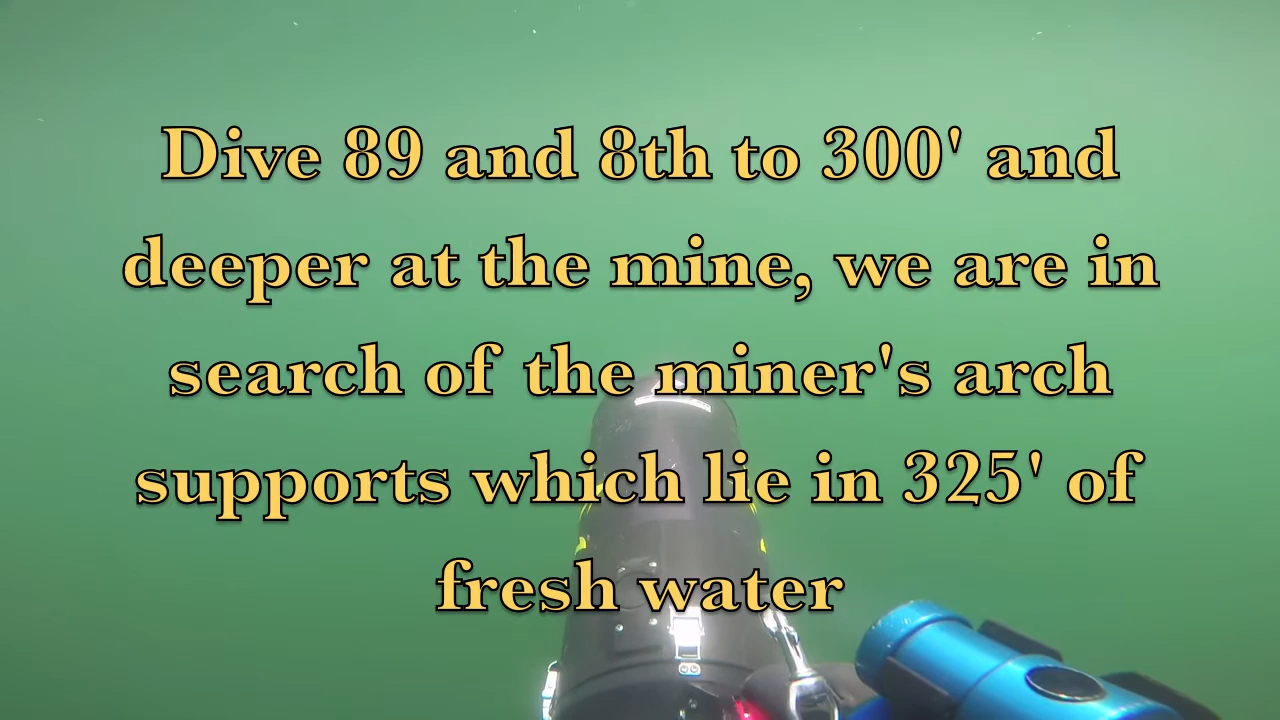 Dive 89 and 8th to 300' and
deeper at the mine, we are in
search of the miner's arch
supports which lie in 325' of
fresh water